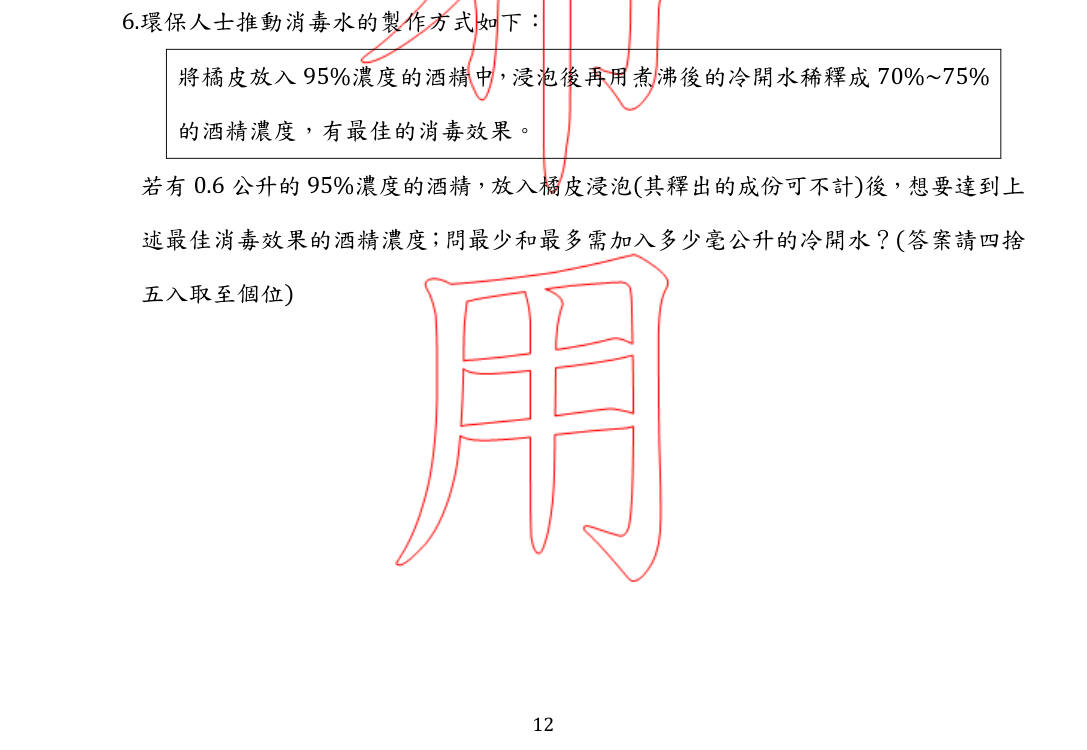 6.環保人士推動消毒水的製作方式如下：
將橘皮放入 95%濃度的酒精中，浸泡後再用煮沸後的冷開水稀釋成 70%~75%
的酒精濃度，有最佳的消毒效果。
若有 0.6 公升的 95%濃度的酒精，放入橘皮浸泡(其釋出的成份可不計)後，想要達到上
述最佳消毒效果的酒精濃度；問最少和最多需加入多少毫公升的冷開水？(答案請四捨
五入取至個位)
用
12